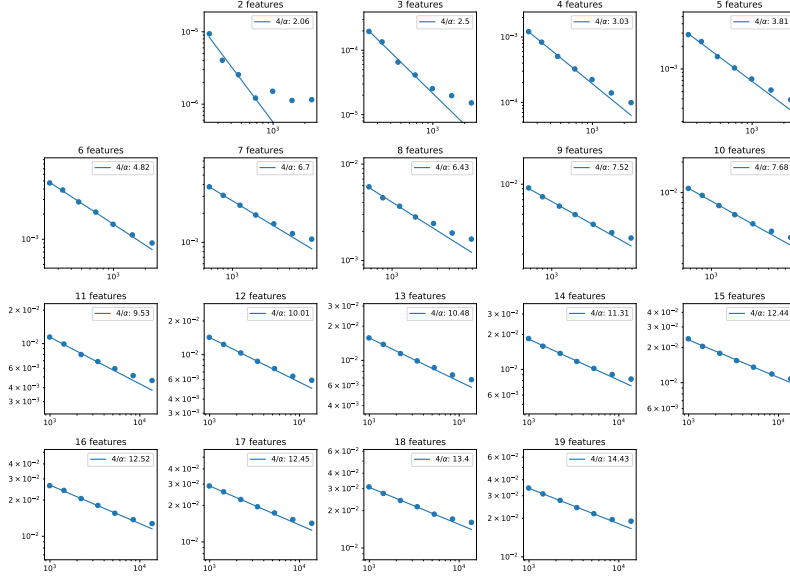 2 features
4/α: 2.06
10⁻⁵
10⁻⁶
10³
3 features
4/α: 2.5
10⁻⁴
10⁻⁵
10³
4 features
4/α: 3.03
10⁻³
10⁻⁴
10³
5 features
4/α: 3.81
10⁻³
10³
6 features
4/α: 4.82
10⁻³
10³
7 features
4/α: 6.7
10⁻³
10³
8 features
4/α: 6.43
10⁻²
10⁻³
10³
9 features
4/α: 7.52
10⁻²
10³
10 features
4/α: 7.68
10⁻²
10³
11 features
4/α: 9.53
2 × 10⁻²
10⁻²
6 × 10⁻³
4 × 10⁻³
3 × 10⁻³
10³
10⁴
12 features
4/α: 10.01
2 × 10⁻²
10⁻²
6 × 10⁻³
4 × 10⁻³
3 × 10⁻³
10³
10⁴
13 features
4/α: 10.48
3 × 10⁻²
2 × 10⁻²
10⁻²
6 × 10⁻³
4 × 10⁻³
10³
10⁴
14 features
4/α: 11.31
3 × 10⁻²
2 × 10⁻²
10⁻²
6 × 10⁻³
10³
10⁴
15 features
4/α: 12.44
4 × 10⁻²
3 × 10⁻²
2 × 10⁻²
10⁻²
6 × 10⁻³
10³
10⁴
16 features
4/α: 12.52
4 × 10⁻²
3 × 10⁻²
2 × 10⁻²
10⁻²
10³
10⁴
17 features
4/α: 12.45
4 × 10⁻²
3 × 10⁻²
2 × 10⁻²
10⁻²
10³
10⁴
18 features
4/α: 13.4
6 × 10⁻²
4 × 10⁻²
3 × 10⁻²
2 × 10⁻²
10⁻²
10³
10⁴
19 features
4/α: 14.43
6 × 10⁻²
4 × 10⁻²
3 × 10⁻²
2 × 10⁻²
10⁻²
10³
10⁴